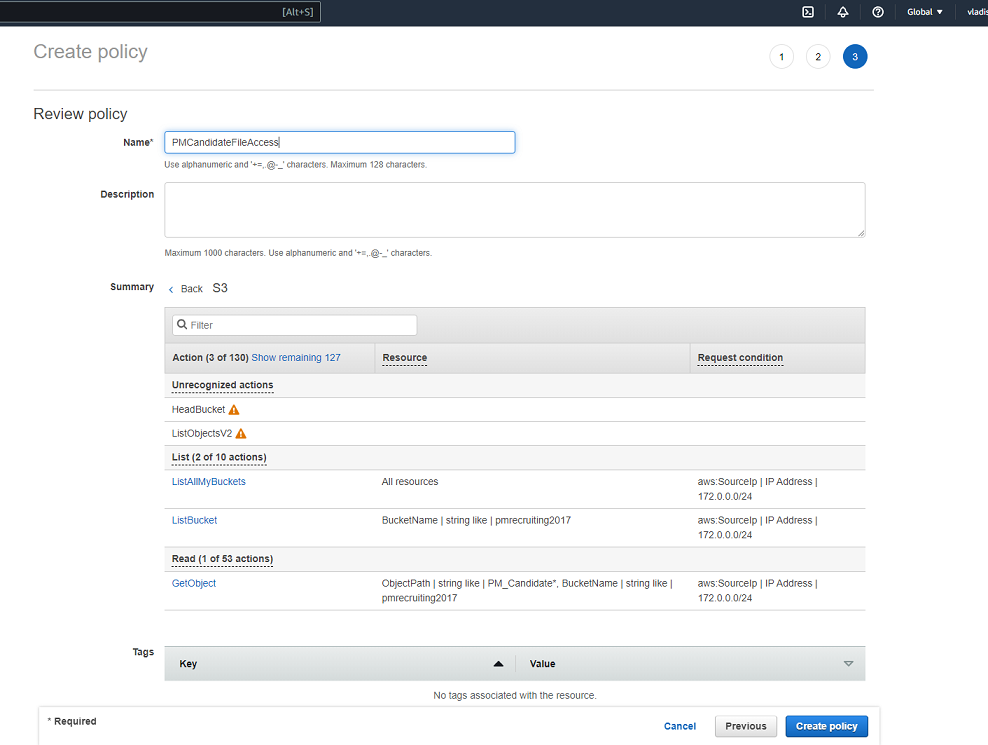 [Alt+S] Global vladis
Create policy
1 2 3
Review policy
Name* PMCandidateFileAccess
Use alphanumeric and '+=,.@-_' characters. Maximum 128 characters.
Description
Maximum 1000 characters. Use alphanumeric and '+=,.@-_' characters.
Summary Back S3
Filter
Action (3 of 130) Show remaining 127 Resource Request condition
Unrecognized actions
HeadBucket
ListObjectsV2
List (2 of 10 actions)
ListAllMyBuckets All resources aws:SourceIp | IP Address |
172.0.0.0/24
ListBucket BucketName | string like | pmrecruiting2017 aws:SourceIp | IP Address |
172.0.0.0/24
Read (1 of 53 actions)
GetObject ObjectPath | string like | PM_Candidate*, BucketName | string like | aws:SourceIp | IP Address |
pmrecruiting2017 172.0.0.0/24
Tags Key Value
No tags associated with the resource.
* Required Cancel Previous Create policy